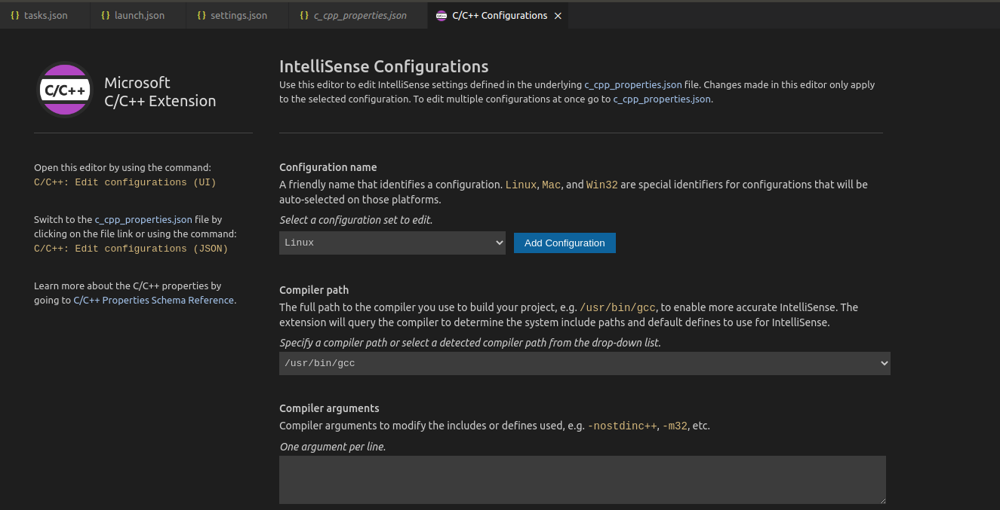 {} tasks.json {} launch.json {} settings.json {} c_cpp_properties.json C/C++ C/C++ Configurations ×
C/C++
Microsoft
C/C++ Extension
Open this editor by using the command:
C/C++: Edit configurations (UI)
Switch to the c_cpp_properties.json file by
clicking on the file link or using the command:
C/C++: Edit configurations (JSON)
Learn more about the C/C++ properties by
going to C/C++ Properties Schema Reference.
IntelliSense Configurations
Use this editor to edit IntelliSense settings defined in the underlying c_cpp_properties.json file. Changes made in this editor only apply
to the selected configuration. To edit multiple configurations at once go to c_cpp_properties.json.
Configuration name
A friendly name that identifies a configuration. Linux, Mac, and Win32 are special identifiers for configurations that will be
auto-selected on those platforms.
Select a configuration set to edit.
Linux Add Configuration
Compiler path
The full path to the compiler you use to build your project, e.g. /usr/bin/gcc, to enable more accurate IntelliSense. The
extension will query the compiler to determine the system include paths and default defines to use for IntelliSense.
Specify a compiler path or select a detected compiler path from the drop-down list.
/usr/bin/gcc
Compiler arguments
Compiler arguments to modify the includes or defines used, e.g. -nostdinc++, -m32, etc.
One argument per line.